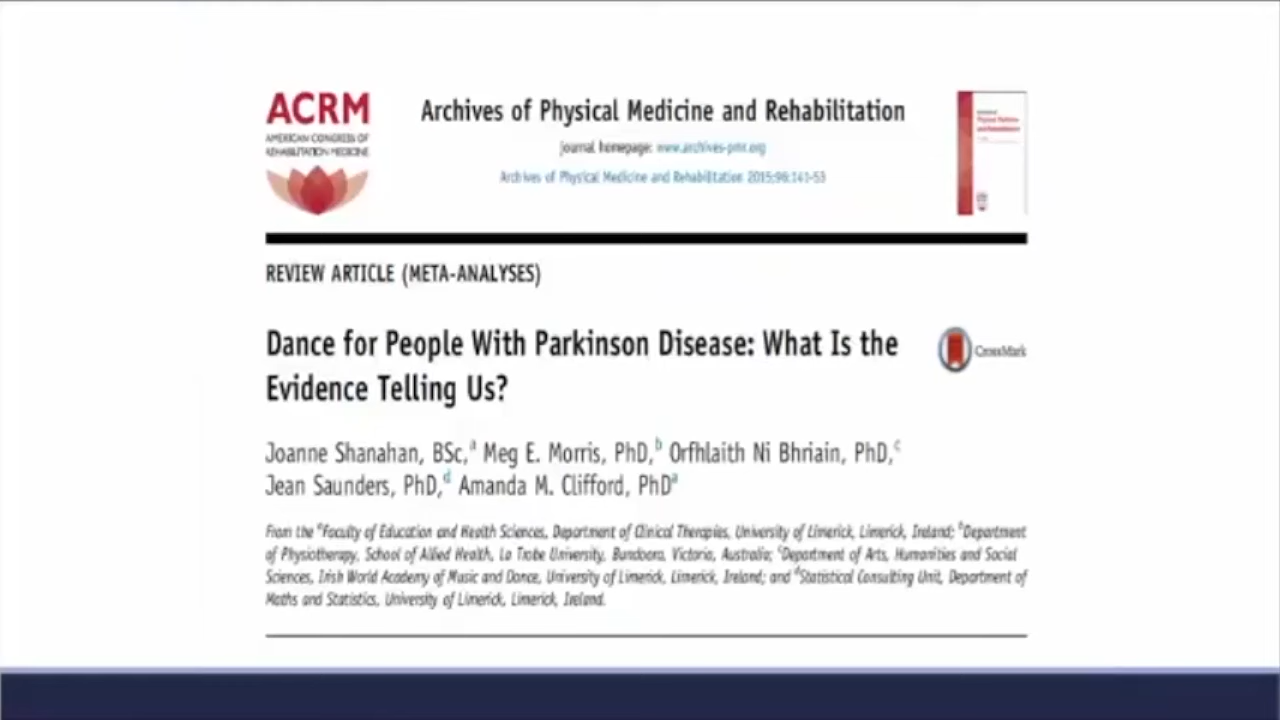 ACRM
AMERICAN CONGRESS OF
REHABILITATION MEDICINE
Archives of Physical Medicine and Rehabilitation
journal homepage: www.archives-pmr.org
Archives of Physical Medicine and Rehabilitation 2015;96:141-53
REVIEW ARTICLE (META-ANALYSES)
Dance for People With Parkinson Disease: What Is the
Evidence Telling Us?
CrossMark
Joanne Shanahan, BSc,ᵃ Meg E. Morris, PhD,ᵇ Orfhlaith Ni Bhriain, PhD,ᶜ
Jean Saunders, PhD,ᵈ Amanda M. Clifford, PhDᵃ
From the ᵃFaculty of Education and Health Sciences, Department of Clinical Therapies, University of Limerick, Limerick, Ireland; ᵇDepartment
of Physiotherapy, School of Allied Health, La Trobe University, Bundoora, Victoria, Australia; ᶜDepartment of Arts, Humanities and Social
Sciences, Irish World Academy of Music and Dance, University of Limerick, Limerick, Ireland; and ᵈStatistical Consulting Unit, Department of
Maths and Statistics, University of Limerick, Limerick, Ireland.